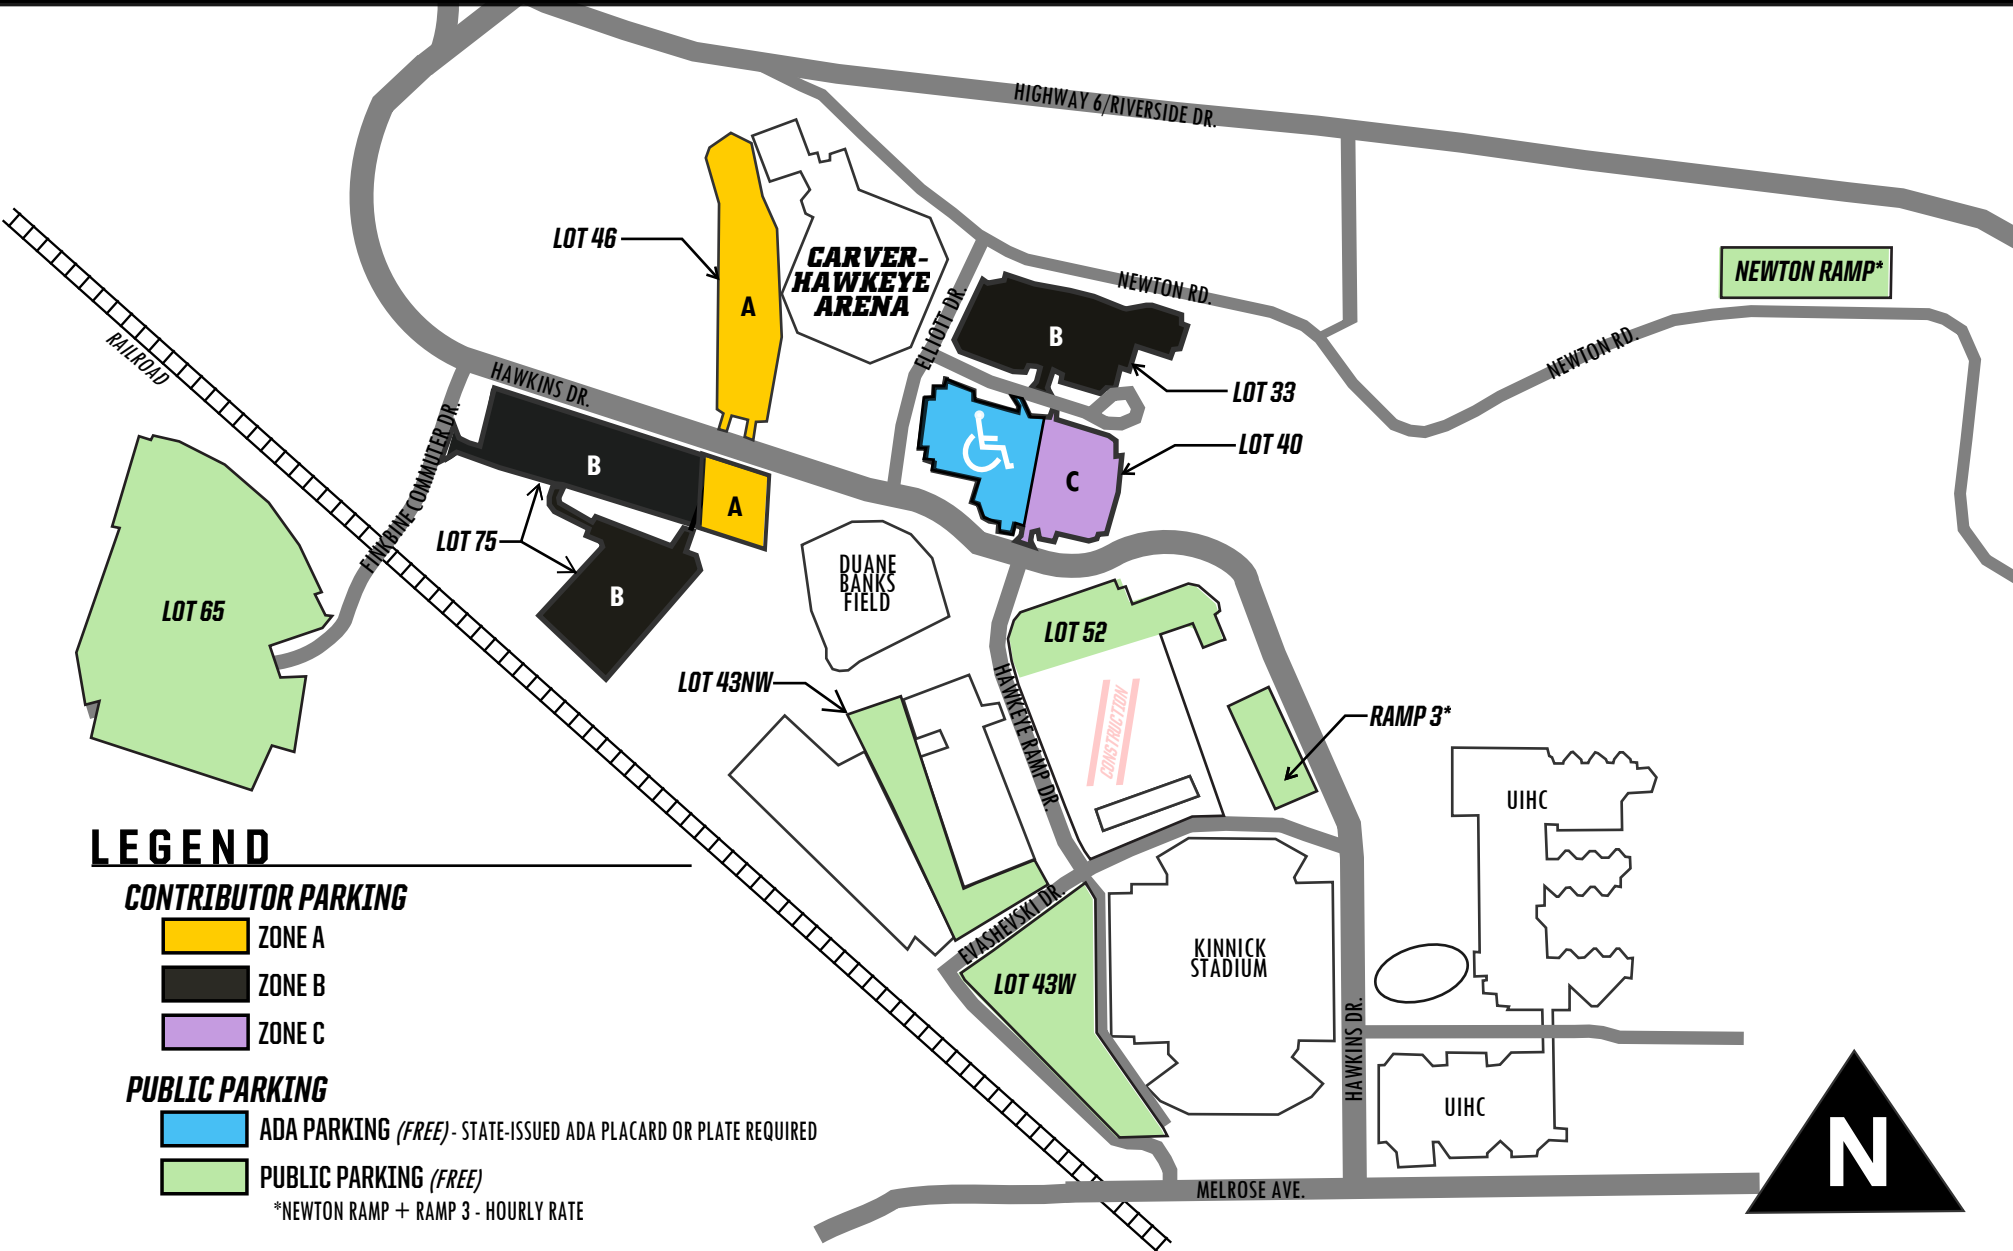 HIGHWAY 6/RIVERSIDE DR.
LOT 46
CARVER-
HAWKEYE
ARENA
A
NEWTON RAMP*
NEWTON RD.
ELLIOTT DR.
B
NEWTON RD.
RAILROAD
HAWKINS DR.
LOT 33
LOT 40
FINKBINE COMMUTER DR.
B
A
C
LOT 75
B
DUANE
BANKS
FIELD
LOT 65
LOT 52
LOT 43NW
HAWKEYE RAMP DR.
CONSTRUCTION
RAMP 3*
UIHC
EVASHEVSKI DR.
LOT 43W
KINNICK
STADIUM
HAWKINS DR.
UIHC
MELROSE AVE.
N
LEGEND
CONTRIBUTOR PARKING
ZONE A
ZONE B
ZONE C
PUBLIC PARKING
ADA PARKING (FREE) - STATE-ISSUED ADA PLACARD OR PLATE REQUIRED
PUBLIC PARKING (FREE)
*NEWTON RAMP + RAMP 3 - HOURLY RATE